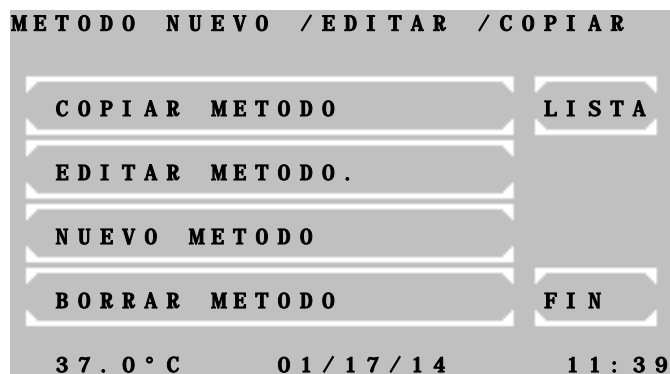 METODO NUEVO /EDITAR /COPIAR
COPIAR METODO LISTA
EDITAR METODO.
NUEVO METODO
BORRAR METODO FIN
37.0°C 01/17/14 11:39